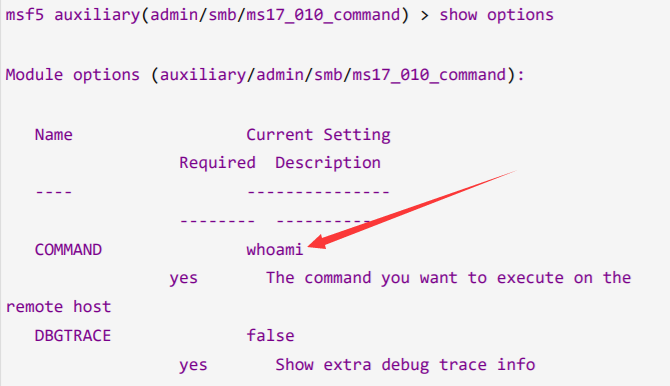 msf5 auxiliary(admin/smb/ms17_010_command) > show options
Module options (auxiliary/admin/smb/ms17_010_command):
Name Current Setting
Required Description
---- ---------------
-------- -----------
COMMAND whoami
yes The command you want to execute on the
remote host
DBGTRACE false
yes Show extra debug trace info